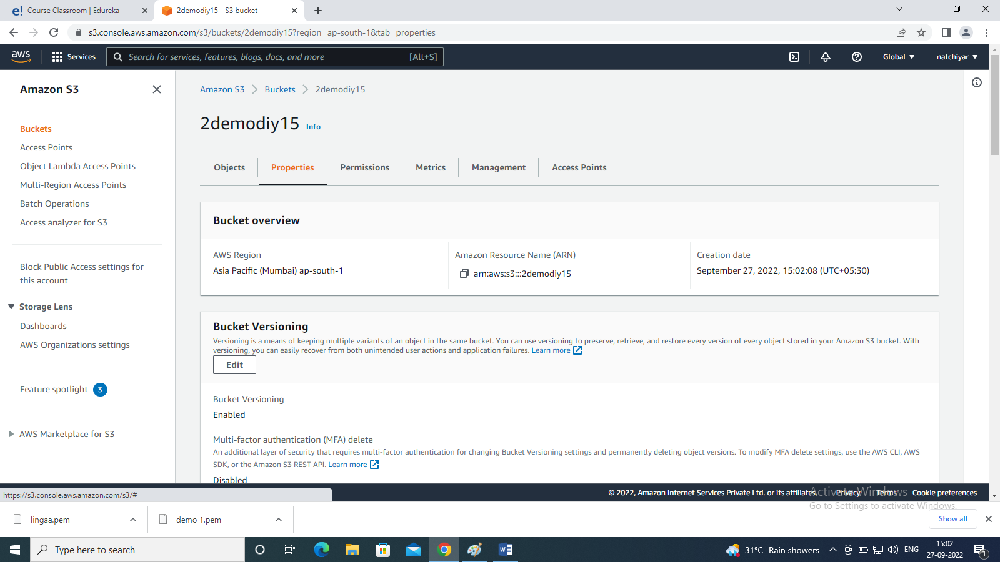 Course Classroom | Edureka
2demodiy15 - S3 bucket
s3.console.aws.amazon.com/s3/buckets/2demodiy15?region=ap-south-1&tab=properties
aws
Services
Search for services, features, blogs, docs, and more
[Alt+S]
Global
natchiyar
Amazon S3
Buckets
Access Points
Object Lambda Access Points
Multi-Region Access Points
Batch Operations
Access analyzer for S3
Block Public Access settings for
this account
Storage Lens
Dashboards
AWS Organizations settings
Feature spotlight 3
AWS Marketplace for S3
Amazon S3 > Buckets > 2demodiy15
2demodiy15 Info
Objects
Properties
Permissions
Metrics
Management
Access Points
Bucket overview
AWS Region
Asia Pacific (Mumbai) ap-south-1
Amazon Resource Name (ARN)
arn:aws:s3:::2demodiy15
Creation date
September 27, 2022, 15:02:08 (UTC+05:30)
Bucket Versioning
Versioning is a means of keeping multiple variants of an object in the same bucket. You can use versioning to preserve, retrieve, and restore every version of every object stored in your Amazon S3 bucket. With
versioning, you can easily recover from both unintended user actions and application failures. Learn more
Edit
Bucket Versioning
Enabled
Multi-factor authentication (MFA) delete
An additional layer of security that requires multi-factor authentication for changing Bucket Versioning settings and permanently deleting object versions. To modify MFA delete settings, use the AWS CLI, AWS
SDK, or the Amazon S3 REST API. Learn more
Disabled
https://s3.console.aws.amazon.com/s3/#
© 2022, Amazon Internet Services Private Ltd. or its affiliates.
Privacy
Terms
Cookie preferences
Activate Windows
Go to Settings to activate Windows.
lingaa.pem
demo 1.pem
Show all
Type here to search
31°C Rain showers
ENG
15:02
27-09-2022
1